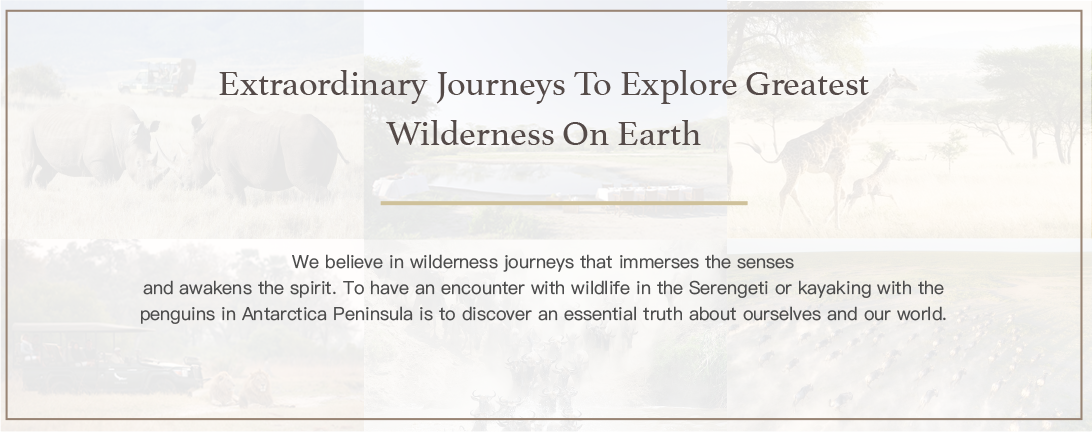 Extraordinary Journeys To Explore Greatest
Wilderness On Earth
We believe in wilderness journeys that immerses the senses
and awakens the spirit. To have an encounter with wildlife in the Serengeti or kayaking with the
penguins in Antarctica Peninsula is to discover an essential truth about ourselves and our world.